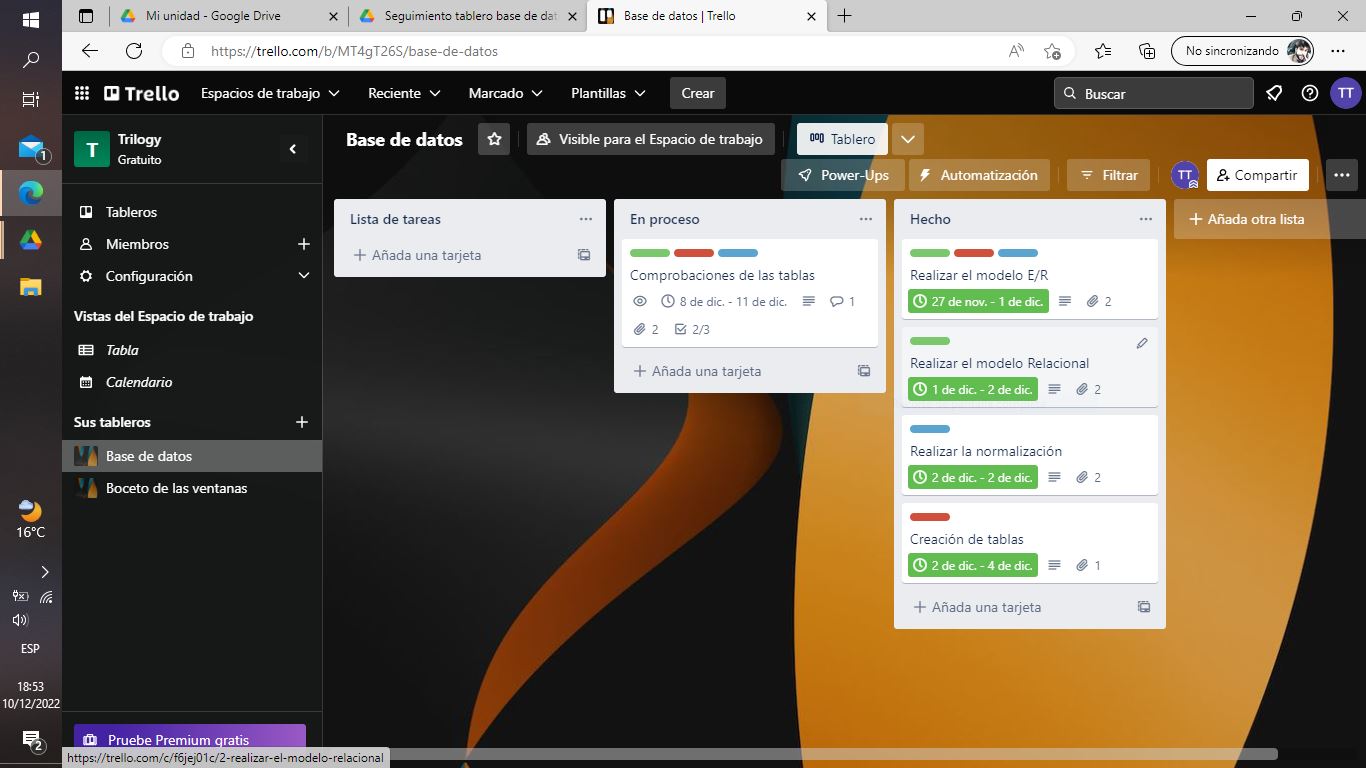 Mi unidad - Google Drive
Seguimiento tablero base de dat
Base de datos | Trello
https://trello.com/b/MT4gT26S/base-de-datos
No sincronizando
Trello
Espacios de trabajo
Reciente
Marcado
Plantillas
Crear
Buscar
TT
T
Trilogy
Gratuito
Base de datos
Visible para el Espacio de trabajo
Tablero
Power-Ups
Automatización
Filtrar
TT
Compartir
Tableros
Miembros
Configuración
Vistas del Espacio de trabajo
Tabla
Calendario
Sus tableros
Base de datos
Boceto de las ventanas
Pruebe Premium gratis
Lista de tareas
Añada una tarjeta
En proceso
Comprobaciones de las tablas
8 de dic. - 11 de dic.
1
2
2/3
Añada una tarjeta
Hecho
Realizar el modelo E/R
27 de nov. - 1 de dic.
2
Realizar el modelo Relacional
1 de dic. - 2 de dic.
2
Realizar la normalización
2 de dic. - 2 de dic.
2
Creación de tablas
2 de dic. - 4 de dic.
1
Añada una tarjeta
Añada otra lista
1
16°C
ESP
18:53
10/12/2022
2
https://trello.com/c/f6jej01c/2-realizar-el-modelo-relacional